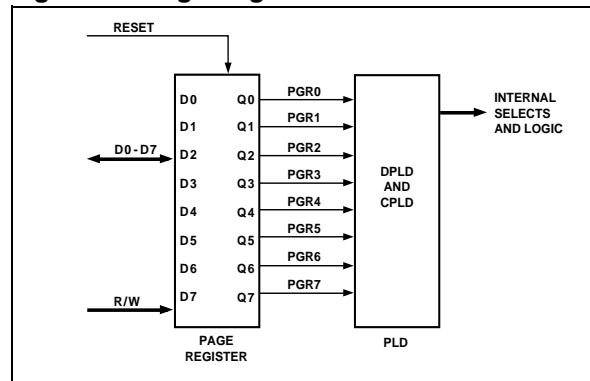 RESET
D0 Q0 PGR0
D1 Q1 PGR1
D0-D7 D2 Q2 PGR2
D3 Q3 PGR3
D4 Q4 PGR4
D5 Q5 PGR5
D6 Q6 PGR6
R/W D7 Q7 PGR7
DPLD
AND
CPLD
INTERNAL
SELECTS
AND LOGIC
PAGE
REGISTER
PLD